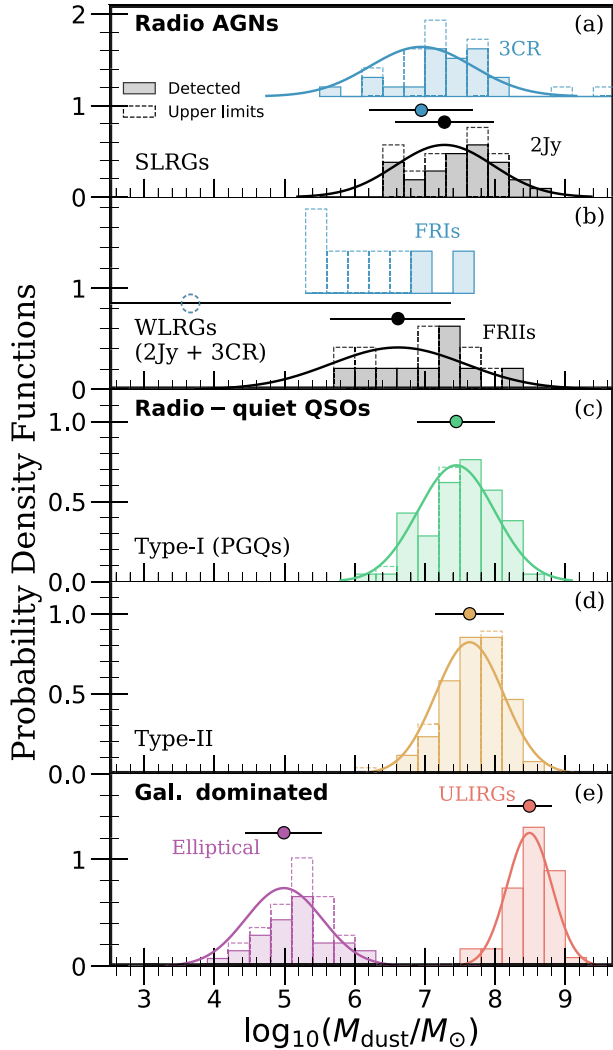 2
Radio AGNs
(a)
3CR
Detected
Upper limits
1
2Jy
SLRGs
0
(b)
FRIs
1
WLRGs
(2Jy + 3CR)
FRIIs
0
Radio − quiet QSOs
(c)
1.0
0.5
Type-I (PGQs)
0.0
(d)
1.0
0.5
Type-II
0.0
Gal. dominated
ULIRGs
(e)
Elliptical
1
0
3 4 5 6 7 8 9
log₁₀(M_dust/M_⊙)
Probability Density Functions